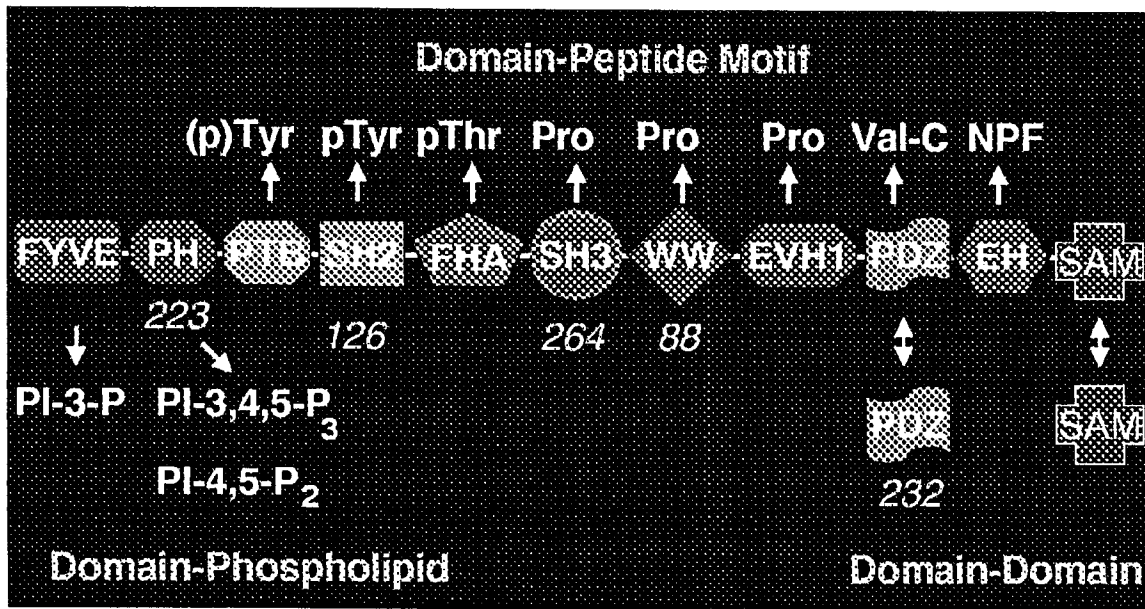 Domain-Peptide Motif
(p)Tyr pTyr pThr Pro Pro Pro Val-C NPF
FYVE PH PTB SH2 FHA SH3 WW EVH1 PDZ EH SAM
223 126 264 88
PI-3-P PI-3,4,5-P3 PDZ SAM
PI-4,5-P2 232
Domain-Phospholipid Domain-Domain